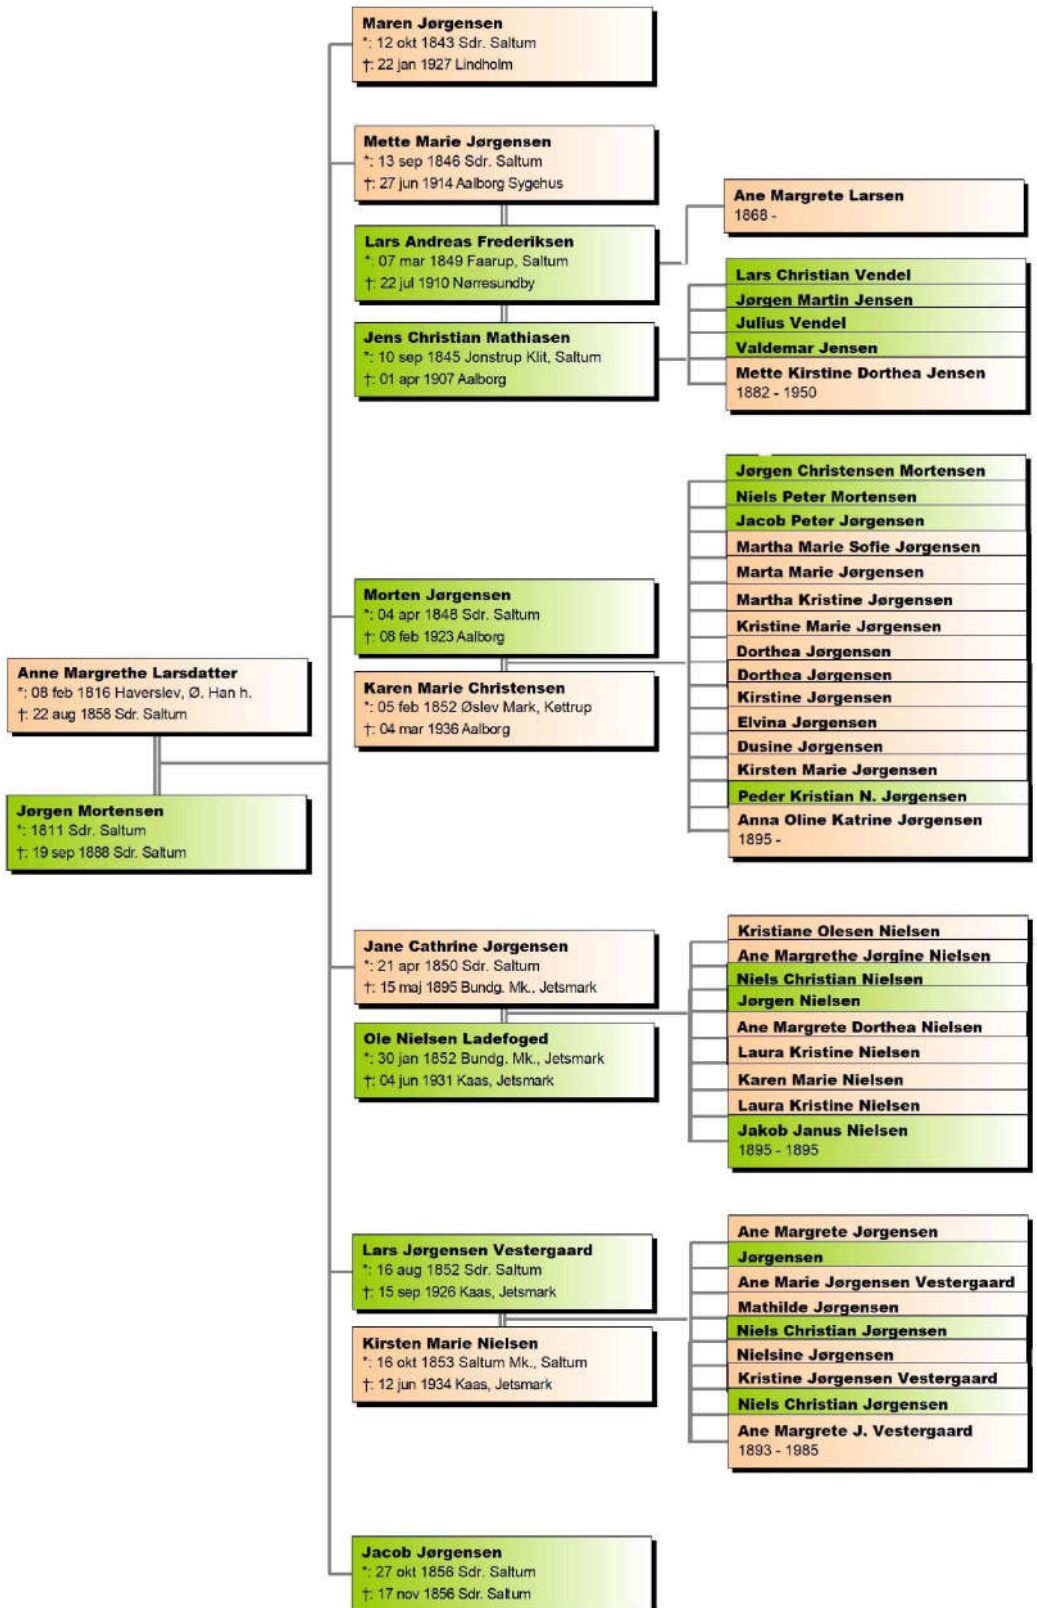 Anne Margrethe Larsdatter
*: 08 feb 1816 Haverslev, Ø. Han h.
†: 22 aug 1858 Sdr. Saltum
Jørgen Mortensen
*: 1811 Sdr. Saltum
†: 19 sep 1888 Sdr. Saltum
Maren Jørgensen
*: 12 okt 1843 Sdr. Saltum
†: 22 jan 1927 Lindholm
Mette Marie Jørgensen
*: 13 sep 1846 Sdr. Saltum
†: 27 jun 1914 Aalborg Sygehus
Lars Andreas Frederiksen
*: 07 mar 1849 Faarup, Saltum
†: 22 jul 1910 Nørresundby
Ane Margrete Larsen
1868 -
Jens Christian Mathiasen
*: 10 sep 1845 Jonstrup Klit, Saltum
†: 01 apr 1907 Aalborg
Lars Christian Vendel
Jørgen Martin Jensen
Julius Vendel
Valdemar Jensen
Mette Kirstine Dorthea Jensen
1882 - 1950
Morten Jørgensen
*: 04 apr 1848 Sdr. Saltum
†: 08 feb 1923 Aalborg
Karen Marie Christensen
*: 05 feb 1852 Øslev Mark, Kettrup
†: 04 mar 1936 Aalborg
Jørgen Christensen Mortensen
Niels Peter Mortensen
Jacob Peter Jørgensen
Martha Marie Sofie Jørgensen
Marta Marie Jørgensen
Martha Kristine Jørgensen
Kristine Marie Jørgensen
Dorthea Jørgensen
Dorthea Jørgensen
Kirstine Jørgensen
Elvina Jørgensen
Dusine Jørgensen
Kirsten Marie Jørgensen
Peder Kristian N. Jørgensen
Anna Oline Katrine Jørgensen
1895 -
Jane Cathrine Jørgensen
*: 21 apr 1850 Sdr. Saltum
†: 15 maj 1895 Bundg. Mk., Jetsmark
Ole Nielsen Ladefoged
*: 30 jan 1852 Bundg. Mk., Jetsmark
†: 04 jun 1931 Kaas, Jetsmark
Kristiane Olesen Nielsen
Ane Margrethe Jørgine Nielsen
Niels Christian Nielsen
Jørgen Nielsen
Ane Margrete Dorthea Nielsen
Laura Kristine Nielsen
Karen Marie Nielsen
Laura Kristine Nielsen
Jakob Janus Nielsen
1895 - 1895
Lars Jørgensen Vestergaard
*: 16 aug 1852 Sdr. Saltum
†: 15 sep 1926 Kaas, Jetsmark
Kirsten Marie Nielsen
*: 16 okt 1853 Saltum Mk., Saltum
†: 12 jun 1934 Kaas, Jetsmark
Ane Margrete Jørgensen
Jørgensen
Ane Marie Jørgensen Vestergaard
Mathilde Jørgensen
Niels Christian Jørgensen
Nielsine Jørgensen
Kristine Jørgensen Vestergaard
Niels Christian Jørgensen
Ane Margrete J. Vestergaard
1893 - 1985
Jacob Jørgensen
*: 27 okt 1856 Sdr. Saltum
†: 17 nov 1856 Sdr. Saltum